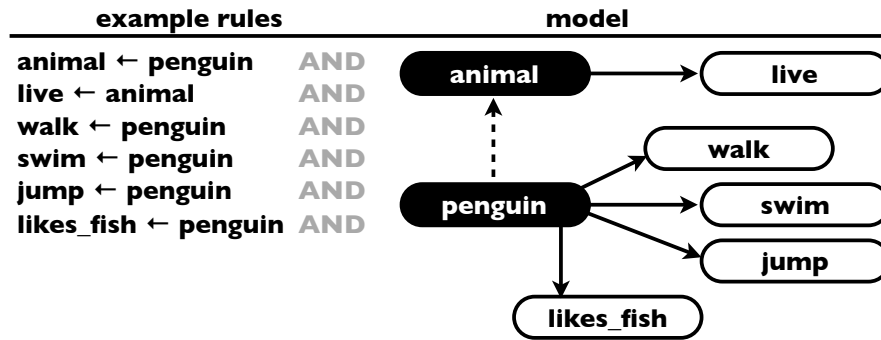 example rules
animal ← penguin AND
live ← animal AND
walk ← penguin AND
swim ← penguin AND
jump ← penguin AND
likes_fish ← penguin AND
model
animal
live
walk
penguin
swim
jump
likes_fish